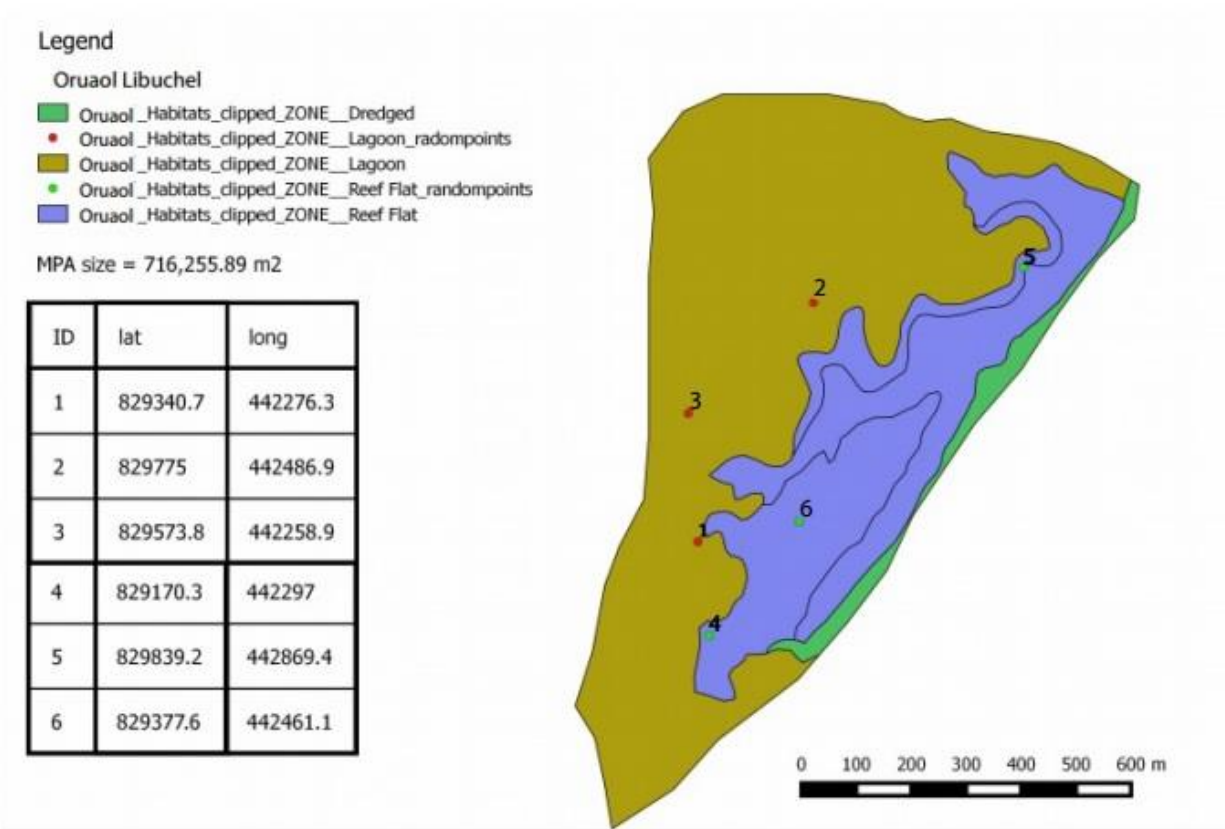 Legend
Oruaol Libuchel
Oruaol _Habitats_clipped_ZONE__Dredged
Oruaol _Habitats_clipped_ZONE__Lagoon_radompoints
Oruaol _Habitats_clipped_ZONE__Lagoon
Oruaol _Habitats_clipped_ZONE__Reef Flat_randompoints
Oruaol _Habitats_clipped_ZONE__Reef Flat
MPA size = 716,255.89 m2
ID lat long
1 829340.7 442276.3
2 829775 442486.9
3 829573.8 442258.9
4 829170.3 442297
5 829839.2 442869.4
6 829377.6 442461.1
5
2
3
6
1
4
0 100 200 300 400 500 600 m